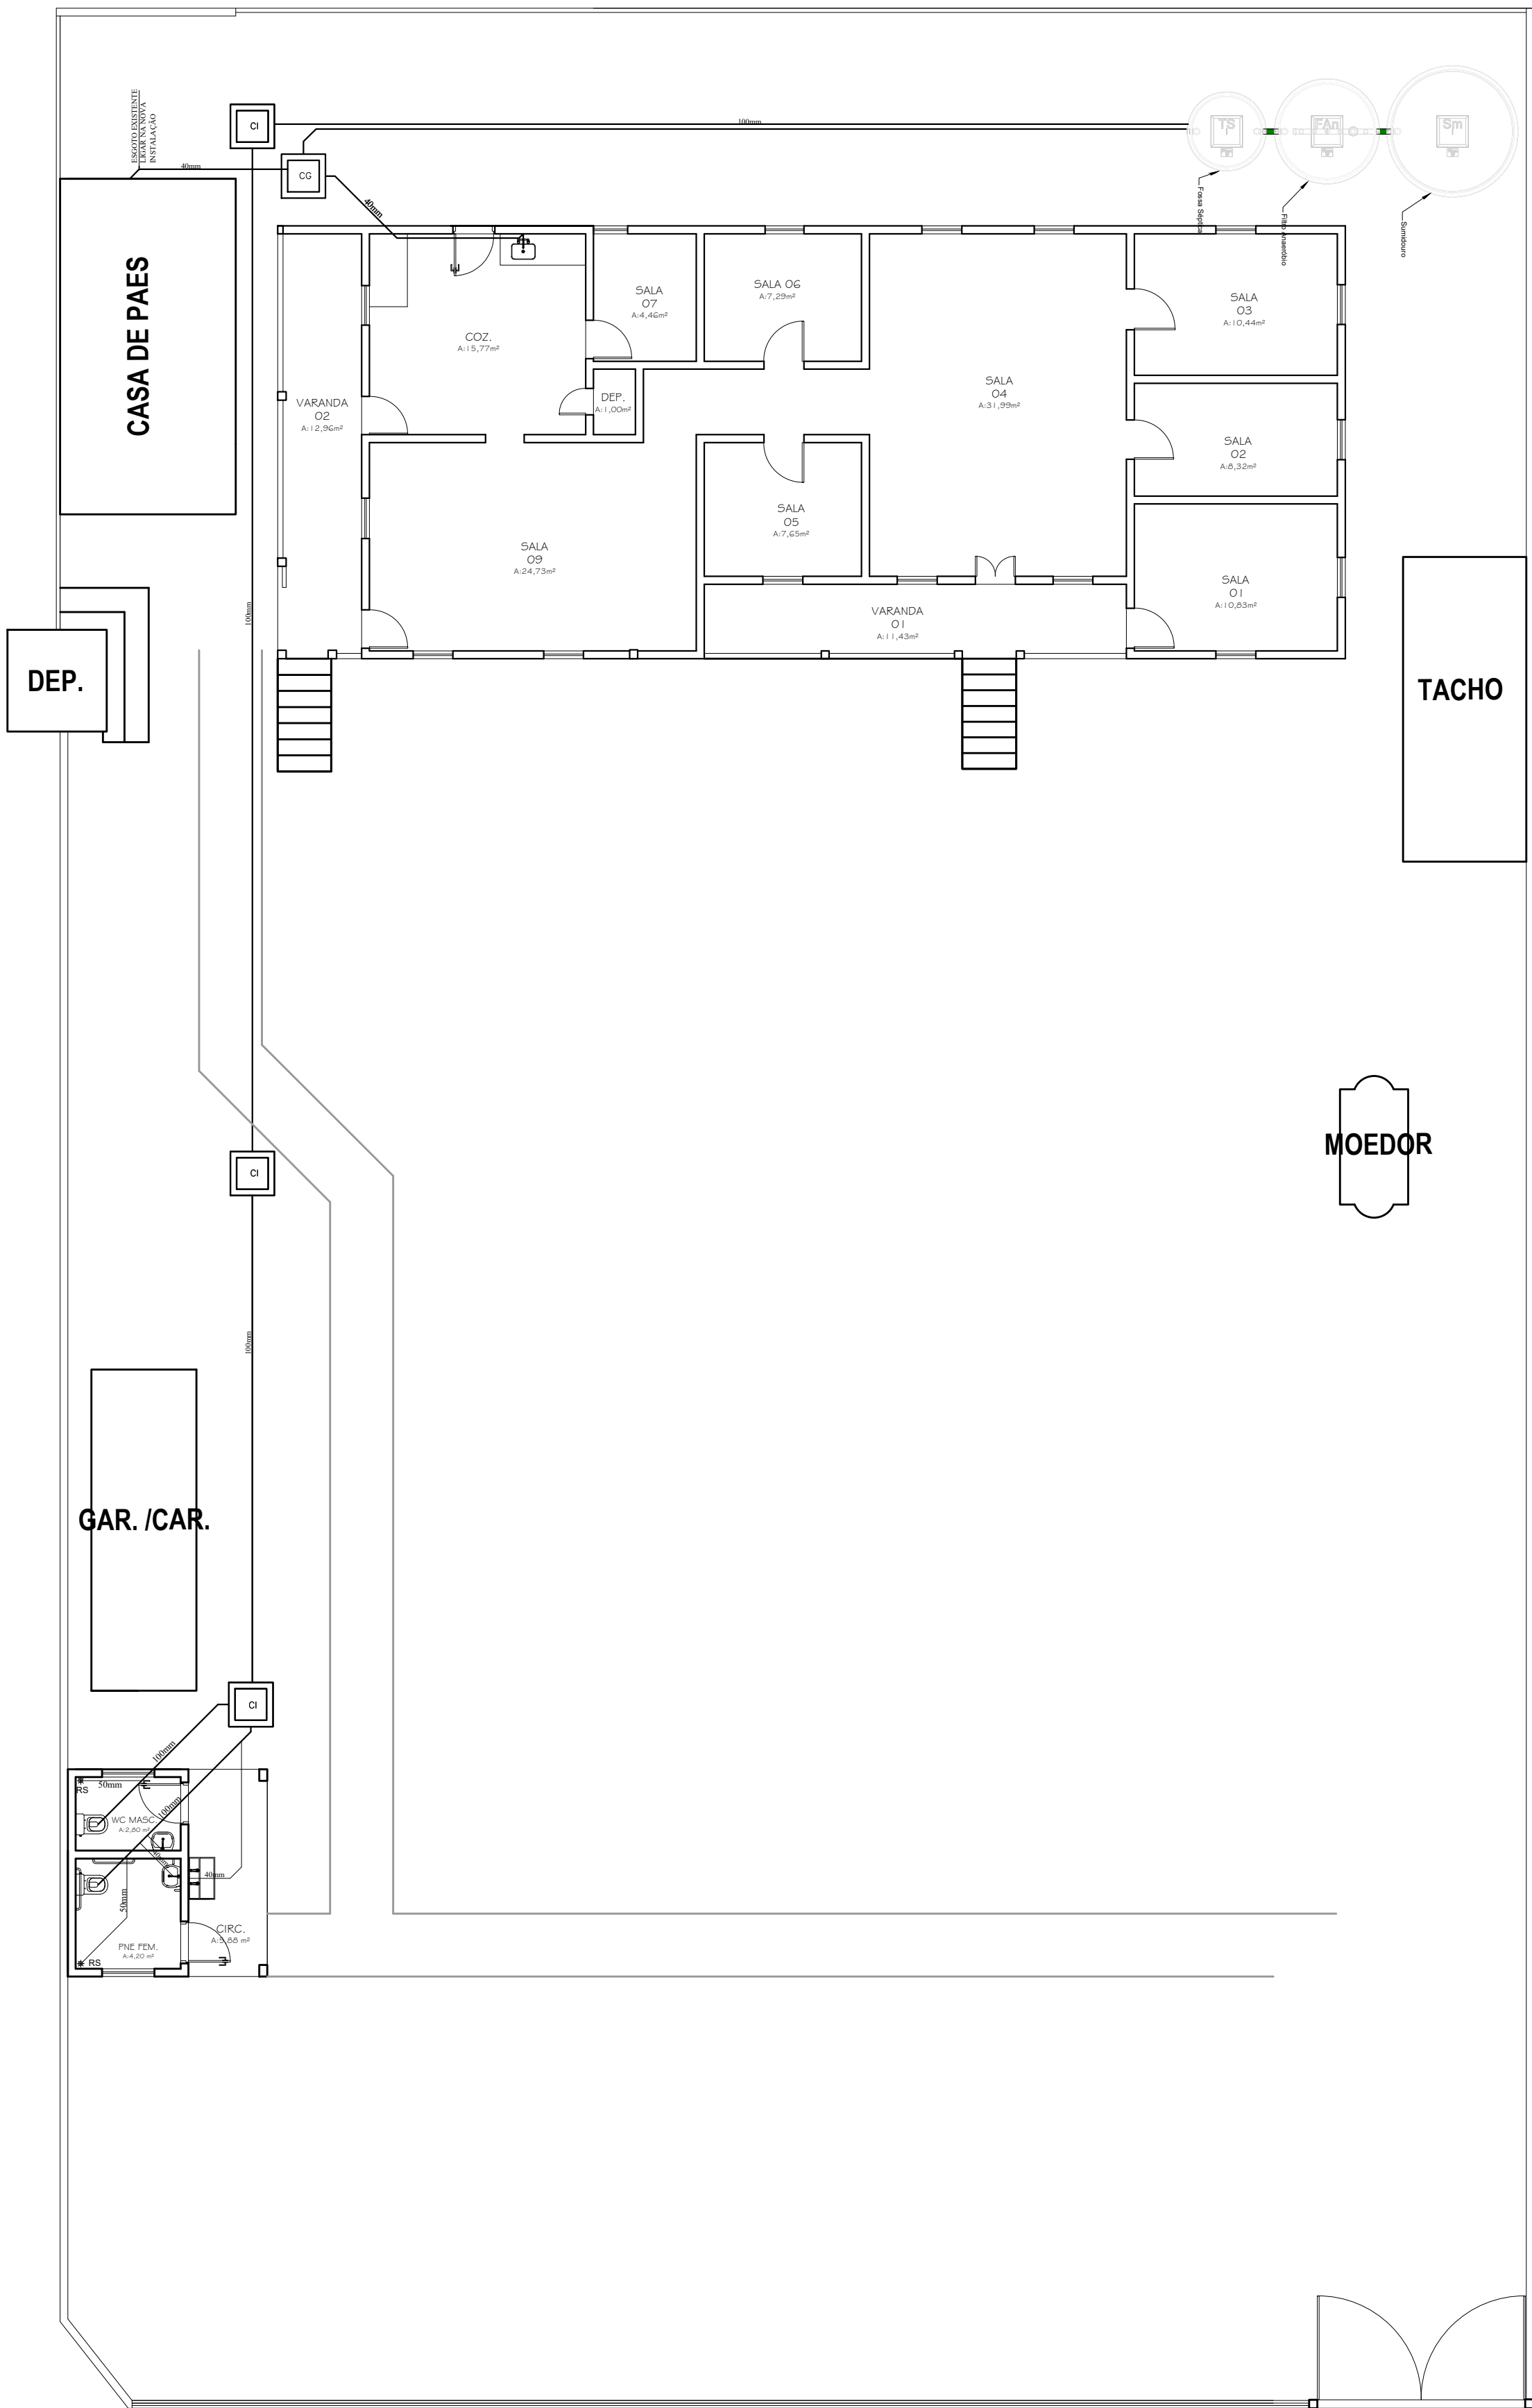 ESGOTO EXISTENTE
LIGAR NA NOVA
INSTALAÇÃO
CI
100mm
TS
FAn
Sm
40mm
CG
40mm
Fossa Séptica
Filtro Anaeróbio
Sumidouro
CASA DE PAES
VARANDA
02
A:12,96m²
COZ.
A:15,77m²
SALA
07
A:4,46m²
SALA 06
A:7,29m²
SALA
03
A:10,44m²
DEP.
A:1,00m²
SALA
04
A:31,99m²
SALA
02
A:8,32m²
SALA
05
A:7,65m²
SALA
09
A:24,73m²
SALA
01
A:10,83m²
VARANDA
01
A:11,43m²
100mm
DEP.
TACHO
MOEDOR
CI
100mm
GAR. /CAR.
CI
100mm
RS
50mm
100mm
WC MASC.
A:2,80 m²
40mm
40mm
50mm
CIRC.
A:5,88 m²
PNE FEM.
A:4,20 m²
RS